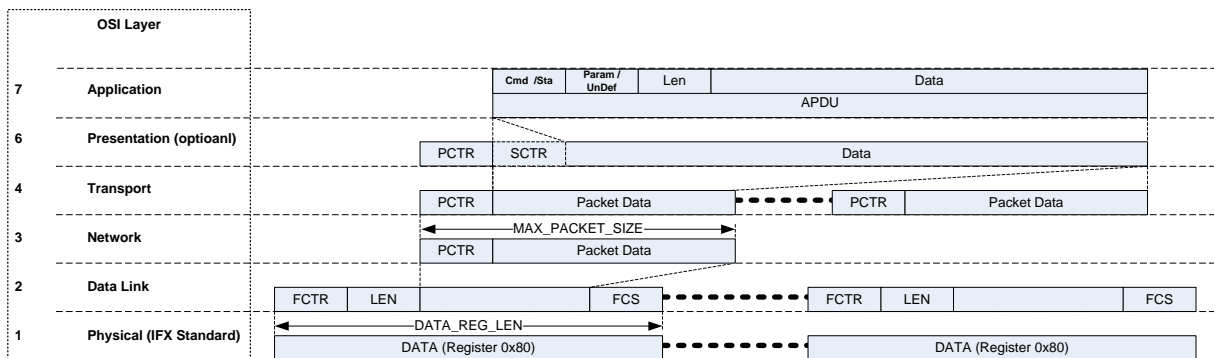 OSI Layer
Cmd /Sta Param / UnDef Len Data
7 Application
APDU
6 Presentation (optioanl)
PCTR SCTR Data
4 Transport
PCTR Packet Data PCTR Packet Data
MAX_PACKET_SIZE
3 Network
PCTR Packet Data
2 Data Link
FCTR LEN FCS FCTR LEN FCS
DATA_REG_LEN
1 Physical (IFX Standard)
DATA (Register 0x80) DATA (Register 0x80)